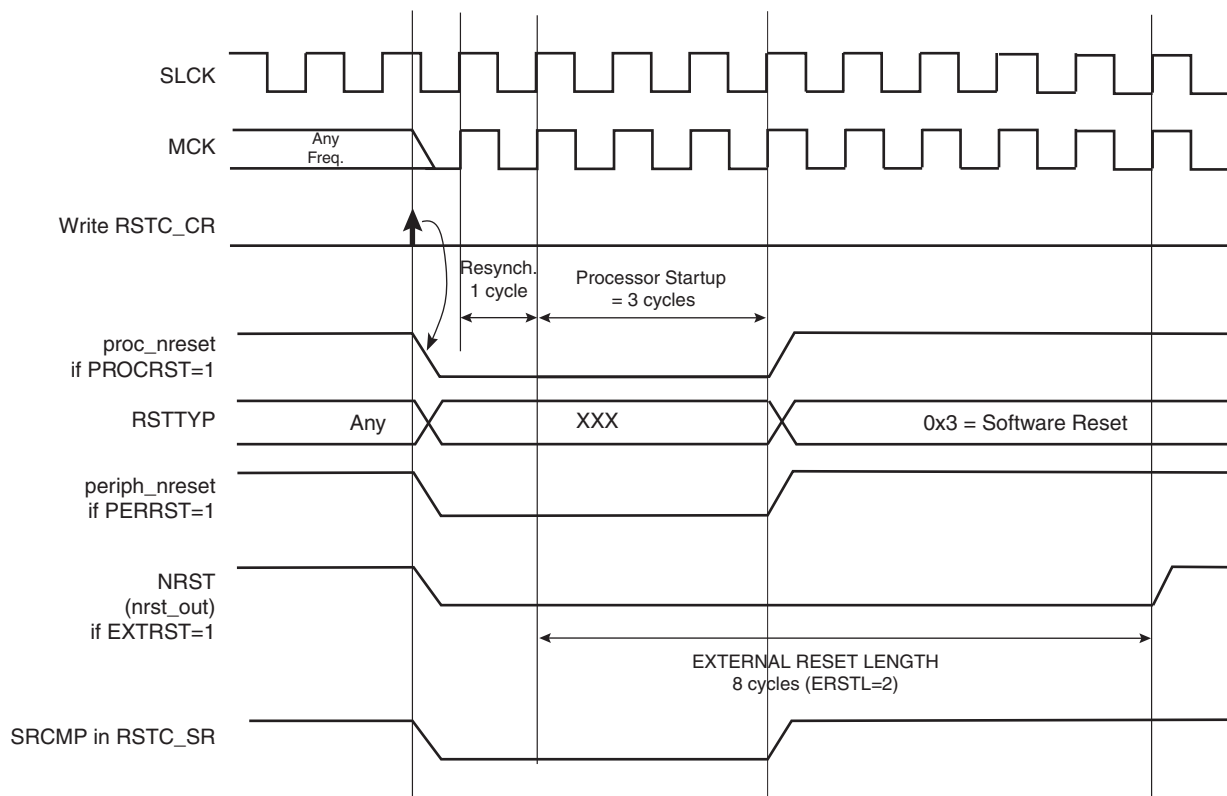 SLCK
MCK
Any
Freq.
Write RSTC_CR
Resynch.
1 cycle
Processor Startup
= 3 cycles
proc_nreset
if PROCRST=1
RSTTYP
Any
XXX
0x3 = Software Reset
periph_nreset
if PERRST=1
NRST
(nrst_out)
if EXTRST=1
EXTERNAL RESET LENGTH
8 cycles (ERSTL=2)
SRCMP in RSTC_SR